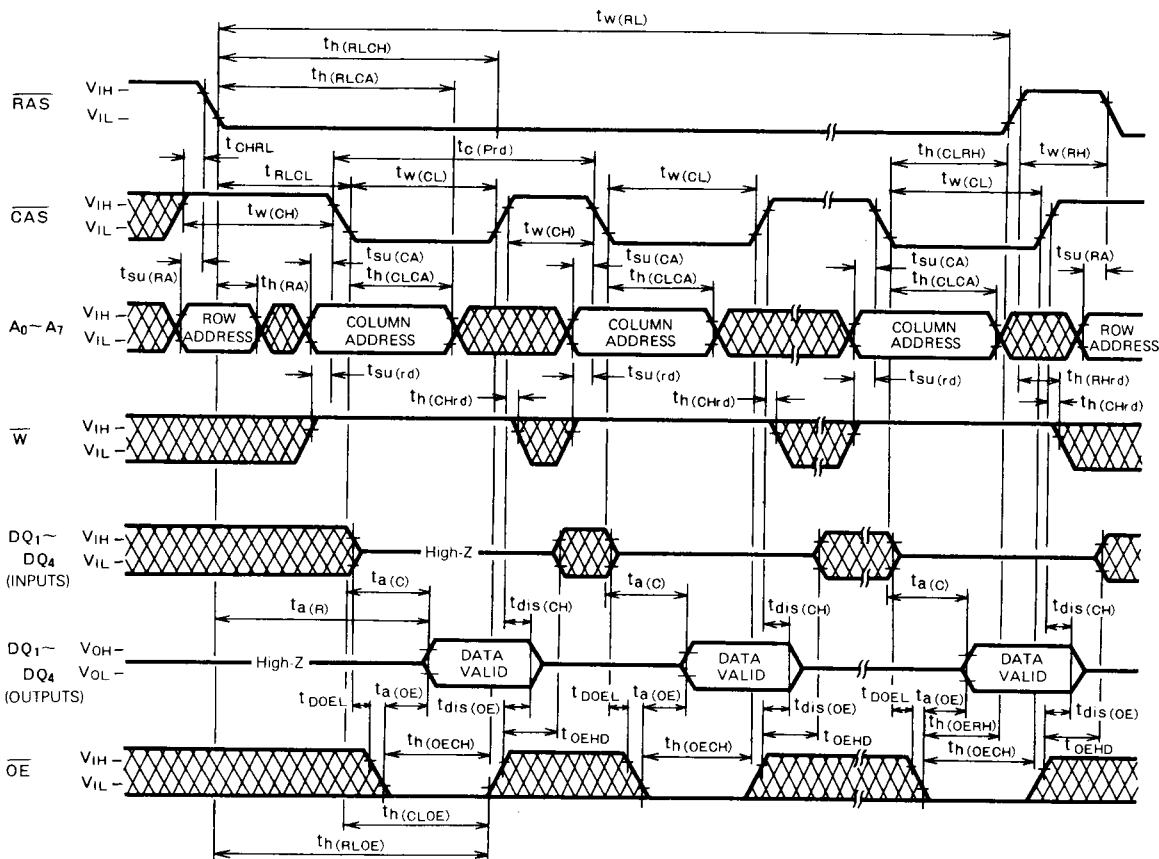 tw(RL)
th(RLCH)
th(RLCA)
RAS
VIH
VIL
tCHRL
tc(Prd)
th(CLRH)
tw(RH)
tRLCL
tw(CL)
tw(CL)
tw(CL)
CAS
VIH
VIL
tw(CH)
tw(CH)
tsu(RA)
th(RA)
tsu(CA)
th(CLCA)
tsu(CA)
th(CLCA)
tsu(CA)
th(CLCA)
tsu(RA)
A0~A7
VIH
VIL
ROW ADDRESS
COLUMN ADDRESS
COLUMN ADDRESS
COLUMN ADDRESS
ROW ADDRESS
tsu(rd)
th(CHrd)
tsu(rd)
th(CHrd)
tsu(rd)
th(RHrd)
th(CHrd)
W
VIH
VIL
DQ1~
DQ4
(INPUTS)
VIH
VIL
High-Z
ta(C)
ta(R)
tdis(CH)
ta(C)
tdis(CH)
ta(C)
tdis(CH)
DQ1~
DQ4
(OUTPUTS)
VOH
VOL
High-Z
DATA VALID
DATA VALID
DATA VALID
tDOEL
ta(OE)
tdis(OE)
tDOEL
ta(OE)
tdis(OE)
tDOEL
ta(OE)
tdis(OE)
th(OERH)
th(OECH)
tOEHD
th(OECH)
tOEHD
th(OECH)
tOEHD
OE
VIH
VIL
th(CLOE)
th(RLOE)